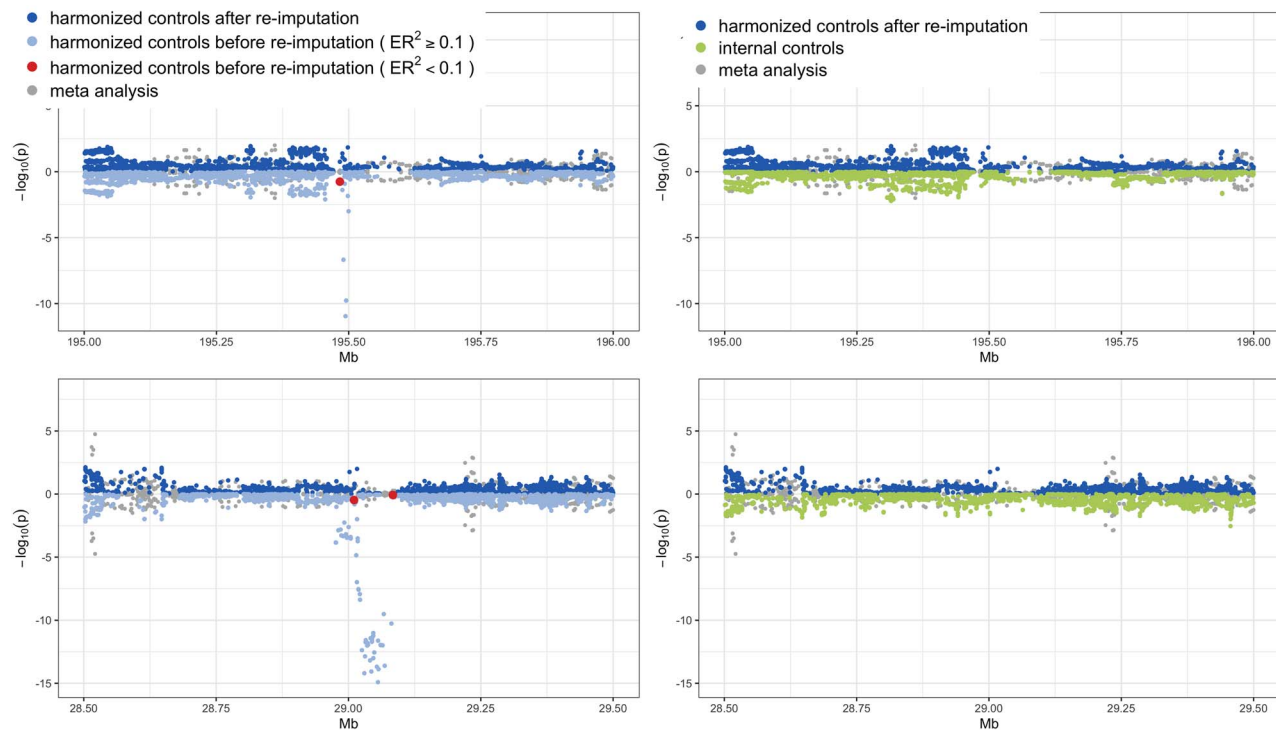 harmonized controls after re-imputation
harmonized controls before re-imputation ( ER² ≥ 0.1 )
harmonized controls before re-imputation ( ER² < 0.1 )
meta analysis
harmonized controls after re-imputation
internal controls
meta analysis
−log₁₀(p)
0
-5
-10
195.00 195.25 195.50 195.75 196.00
Mb
−log₁₀(p)
5
0
-5
-10
195.00 195.25 195.50 195.75 196.00
Mb
−log₁₀(p)
5
0
-5
-10
-15
28.50 28.75 29.00 29.25 29.50
Mb
−log₁₀(p)
5
0
-5
-10
-15
28.50 28.75 29.00 29.25 29.50
Mb